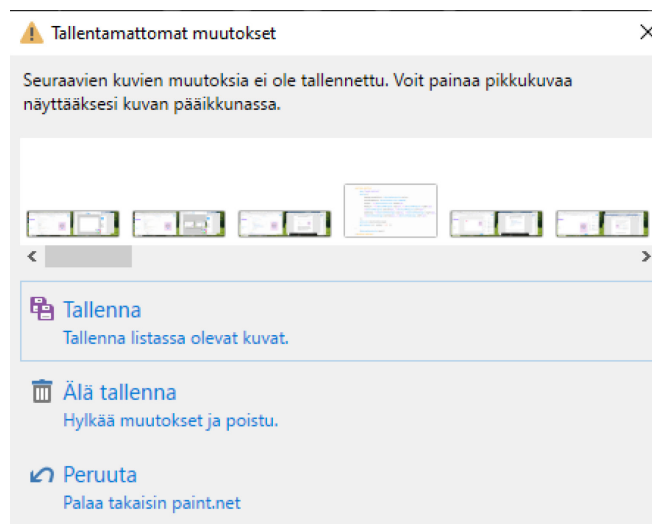 Tallentamattomat muutokset
Seuraavien kuvien muutoksia ei ole tallennettu. Voit painaa pikkukuvaa
näyttääksesi kuvan pääikkunassa.
Tallenna
Tallenna listassa olevat kuvat.
Älä tallenna
Hylkää muutokset ja poistu.
Peruuta
Palaa takaisin paint.net